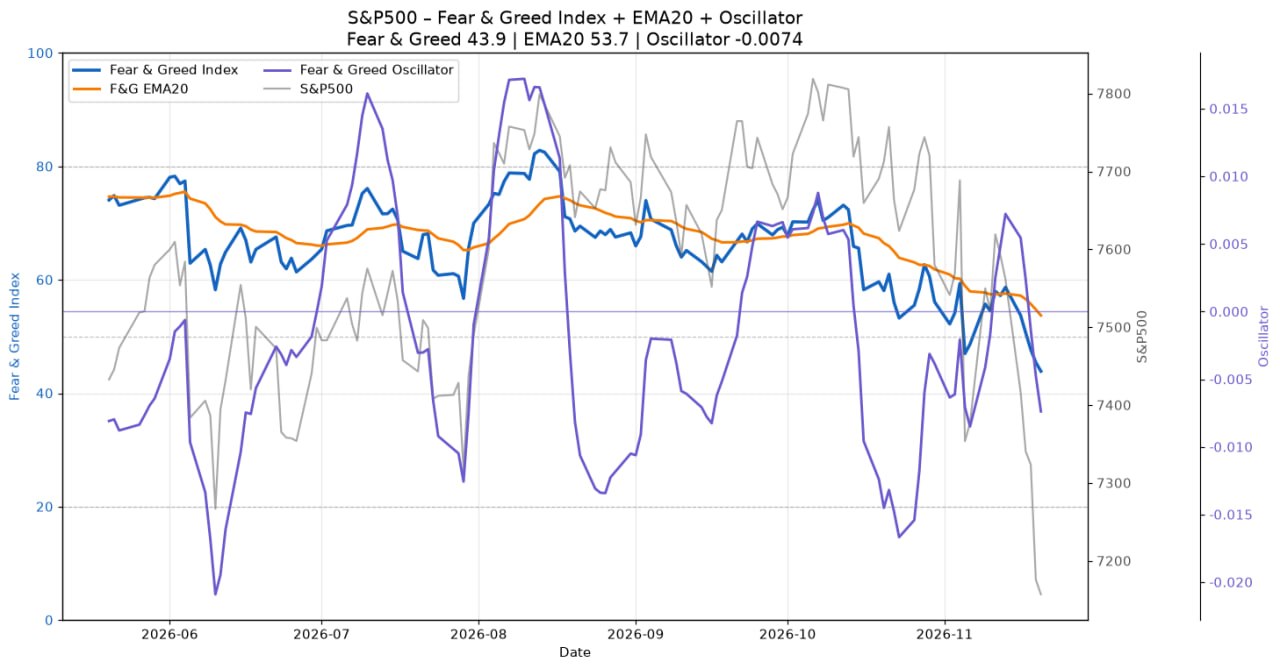 S&P500 – Fear & Greed Index + EMA20 + Oscillator
Fear & Greed 43.9 | EMA20 53.7 | Oscillator -0.0074
Fear & Greed Index
F&G EMA20
Fear & Greed Oscillator
S&P500
Fear & Greed Index
100
80
60
40
20
0
7800
7700
7600
7500
7400
7300
7200
S&P500
0.015
0.010
0.005
0.000
-0.005
-0.010
-0.015
-0.020
Oscillator
2026-06
2026-07
2026-08
2026-09
2026-10
2026-11
Date